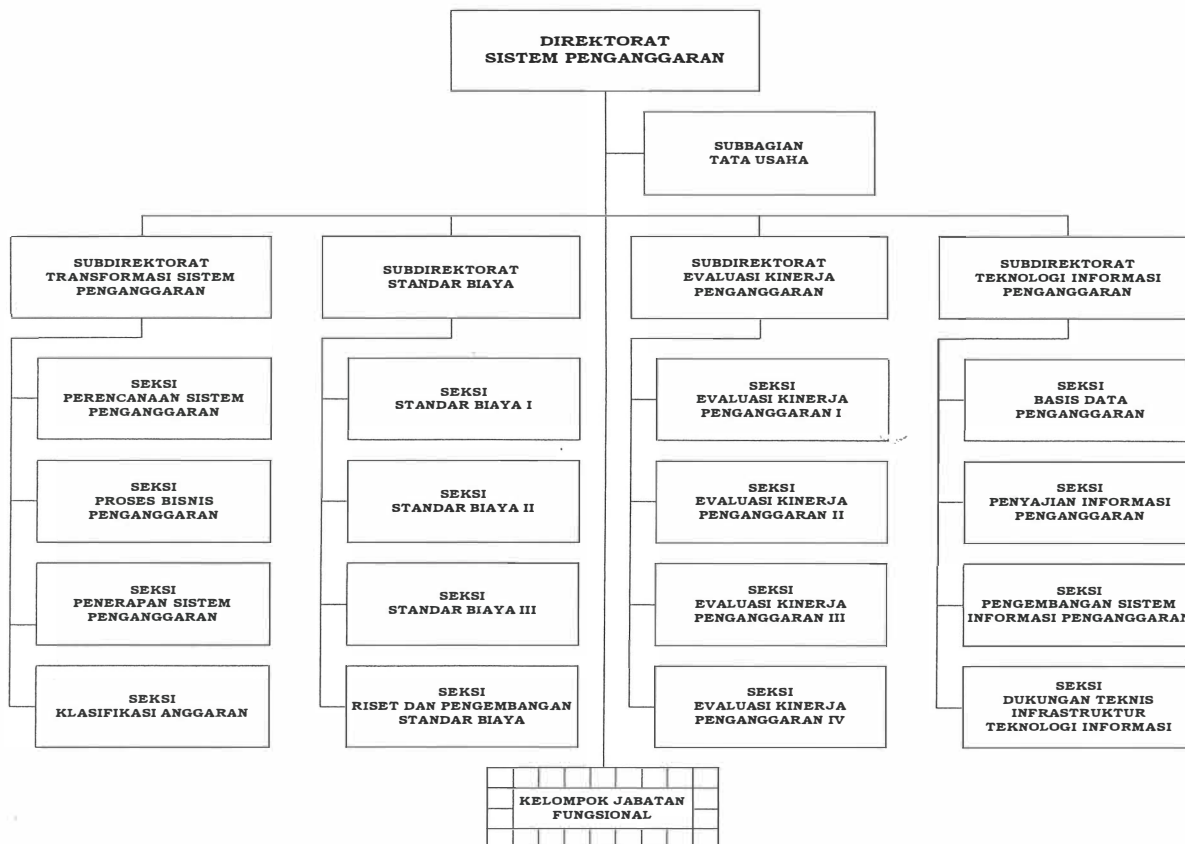 DIREKTORAT
SISTEM PENGANGGARAN
SUBBAGIAN
TATA USAHA
SUBDIREKTORAT
TRANSFORMASI SISTEM
PENGANGGARAN
SUBDIREKTORAT
STANDAR BIAYA
SUBDIREKTORAT
EVALUASI KINERJA
PENGANGGARAN
SUBDIREKTORAT
TEKNOLOGI INFORMASI
PENGANGGARAN
SEKSI
PERENCANAAN SISTEM
PENGANGGARAN
SEKSI
STANDAR BIAYA I
SEKSI
EVALUASI KINERJA
PENGANGGARAN I
SEKSI
BASIS DATA
PENGANGGARAN
SEKSI
PROSES BISNIS
PENGANGGARAN
SEKSI
STANDAR BIAYA II
SEKSI
EVALUASI KINERJA
PENGANGGARAN II
SEKSI
PENYAJIAN INFORMASI
PENGANGGARAN
SEKSI
PENERAPAN SISTEM
PENGANGGARAN
SEKSI
STANDAR BIAYA III
SEKSI
EVALUASI KINERJA
PENGANGGARAN III
SEKSI
PENGEMBANGAN SISTEM
INFORMASI PENGANGGARAN
SEKSI
KLASIFIKASI ANGGARAN
SEKSI
RISET DAN PENGEMBANGAN
STANDAR BIAYA
SEKSI
EVALUASI KINERJA
PENGANGGARAN IV
SEKSI
DUKUNGAN TEKNIS
INFRASTRUKTUR
TEKNOLOGI INFORMASI
KELOMPOK JABATAN
FUNGSIONAL